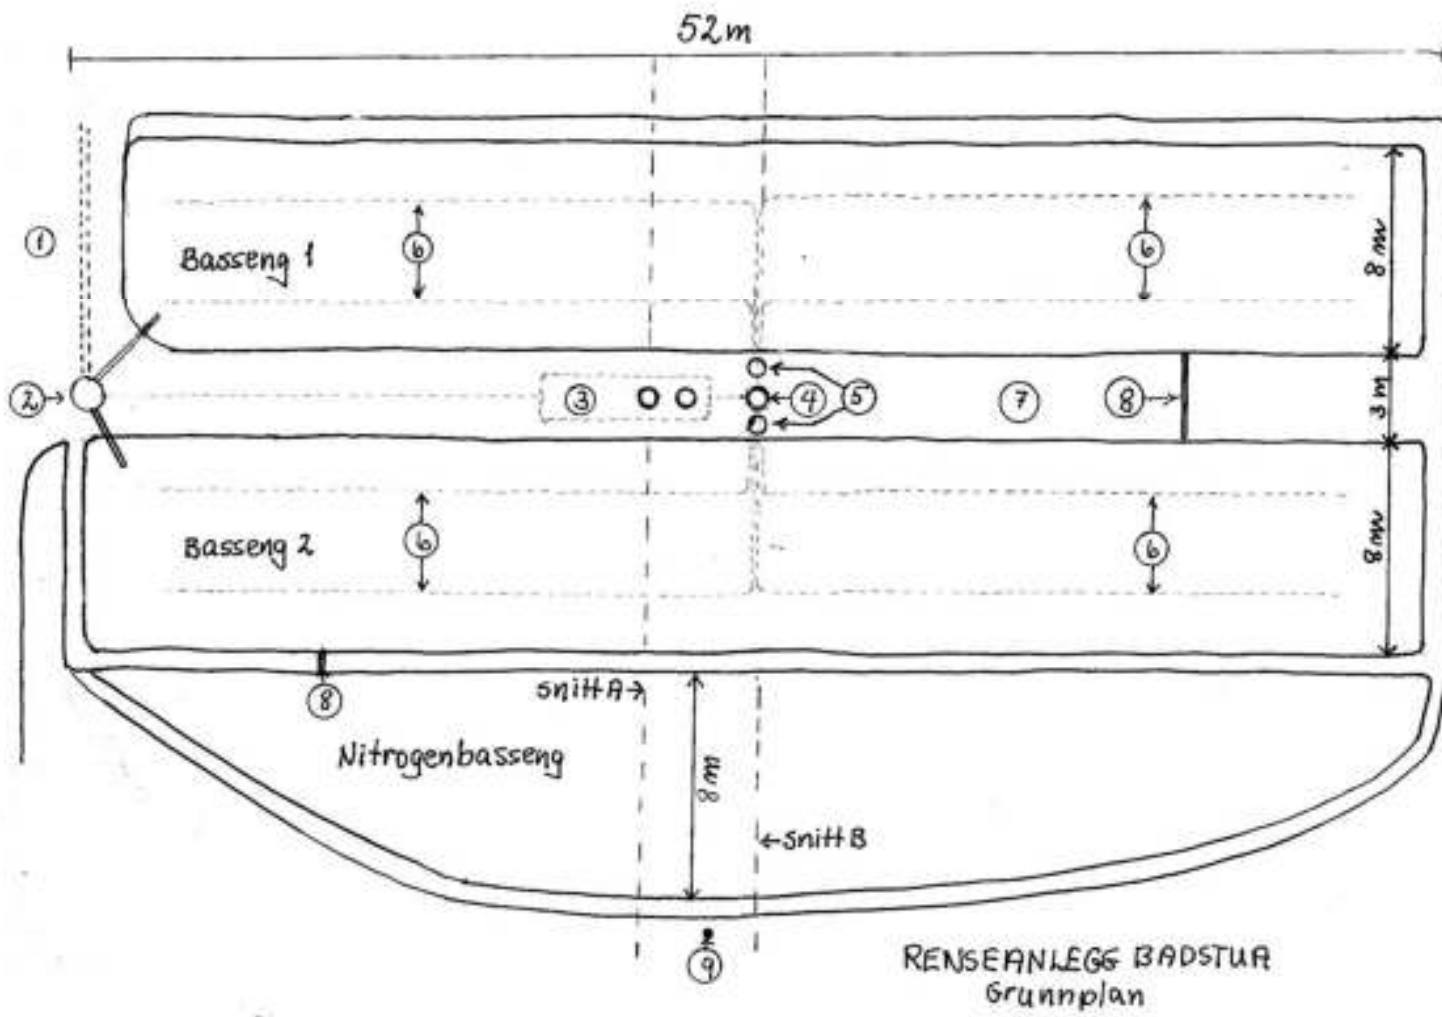 52m
①
Basseng 1
⑥
⑥
8m
②
③
④
⑤
⑦
⑧
3m
Basseng 2
⑥
⑥
8m
⑧
snitt A
Nitrogenbasseng
8m
snitt B
⑨
RENSEANLEGG BADSTUA
Grunnplan